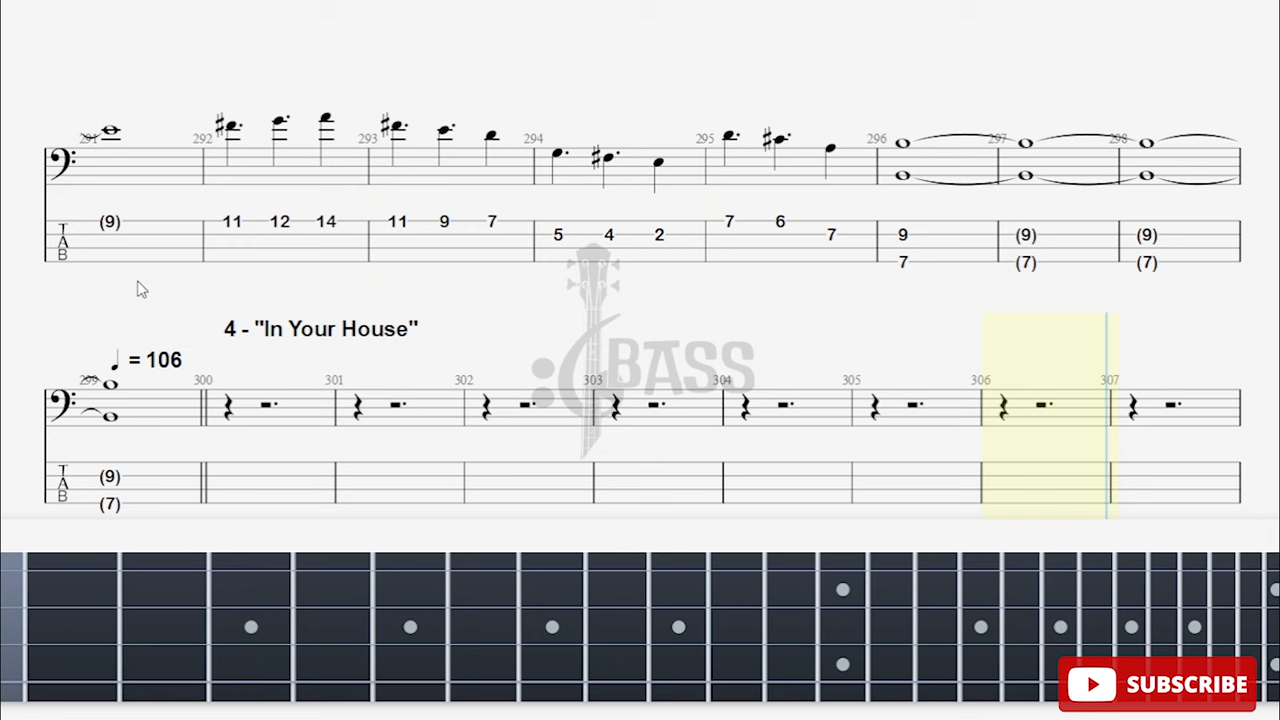 291 292 293 294 295 296 297 298
(9) 11 12 14 11 9 7 7 6
5 4 2 7 9 (9) (9)
7 (7) (7)
T
A
B
4 - "In Your House"
= 106
BASS
299 300 301 302 303 304 305 306 307
(9)
(7)
T
A
B
SUBSCRIBE